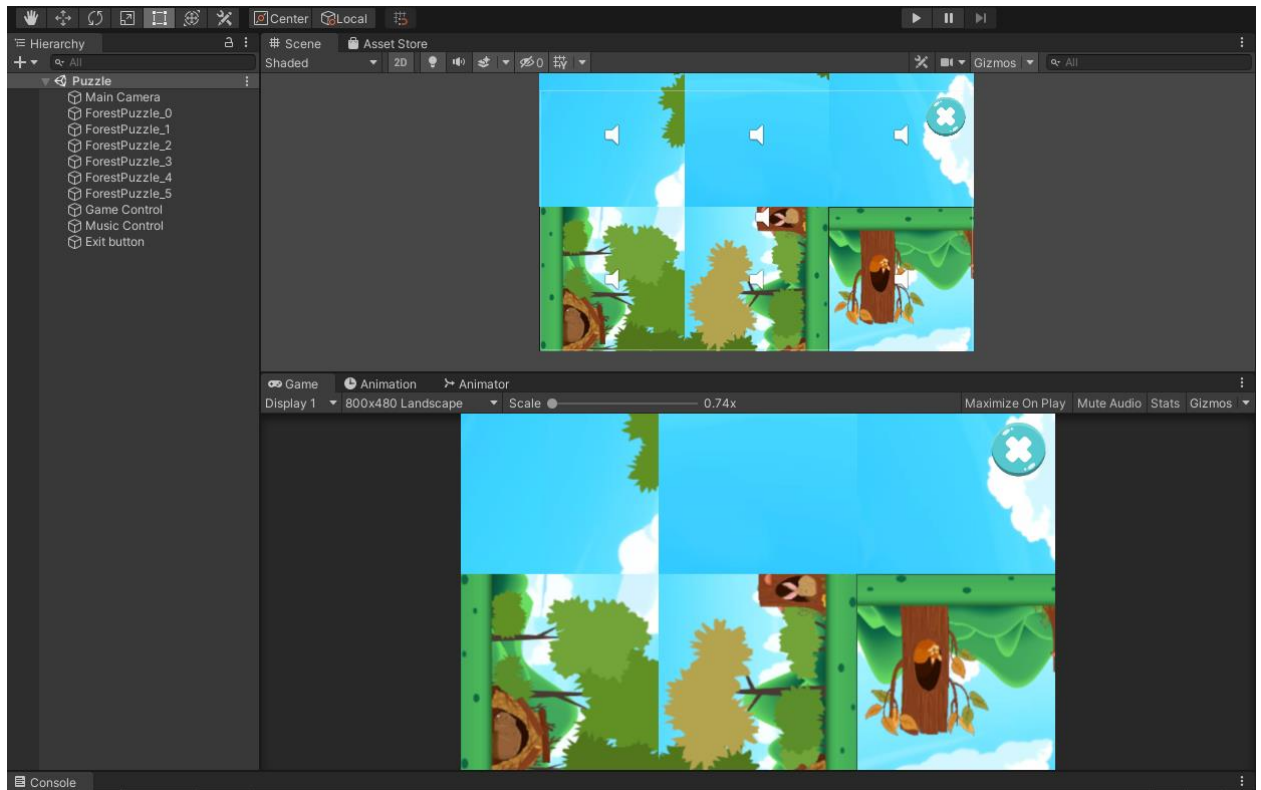 Center Local
Hierarchy
All
Puzzle
Main Camera
ForestPuzzle_0
ForestPuzzle_1
ForestPuzzle_2
ForestPuzzle_3
ForestPuzzle_4
ForestPuzzle_5
Game Control
Music Control
Exit button
Scene Asset Store
Shaded 2D 0 Gizmos All
Game Animation Animator
Display 1 800x480 Landscape Scale 0.74x Maximize On Play Mute Audio Stats Gizmos
Console